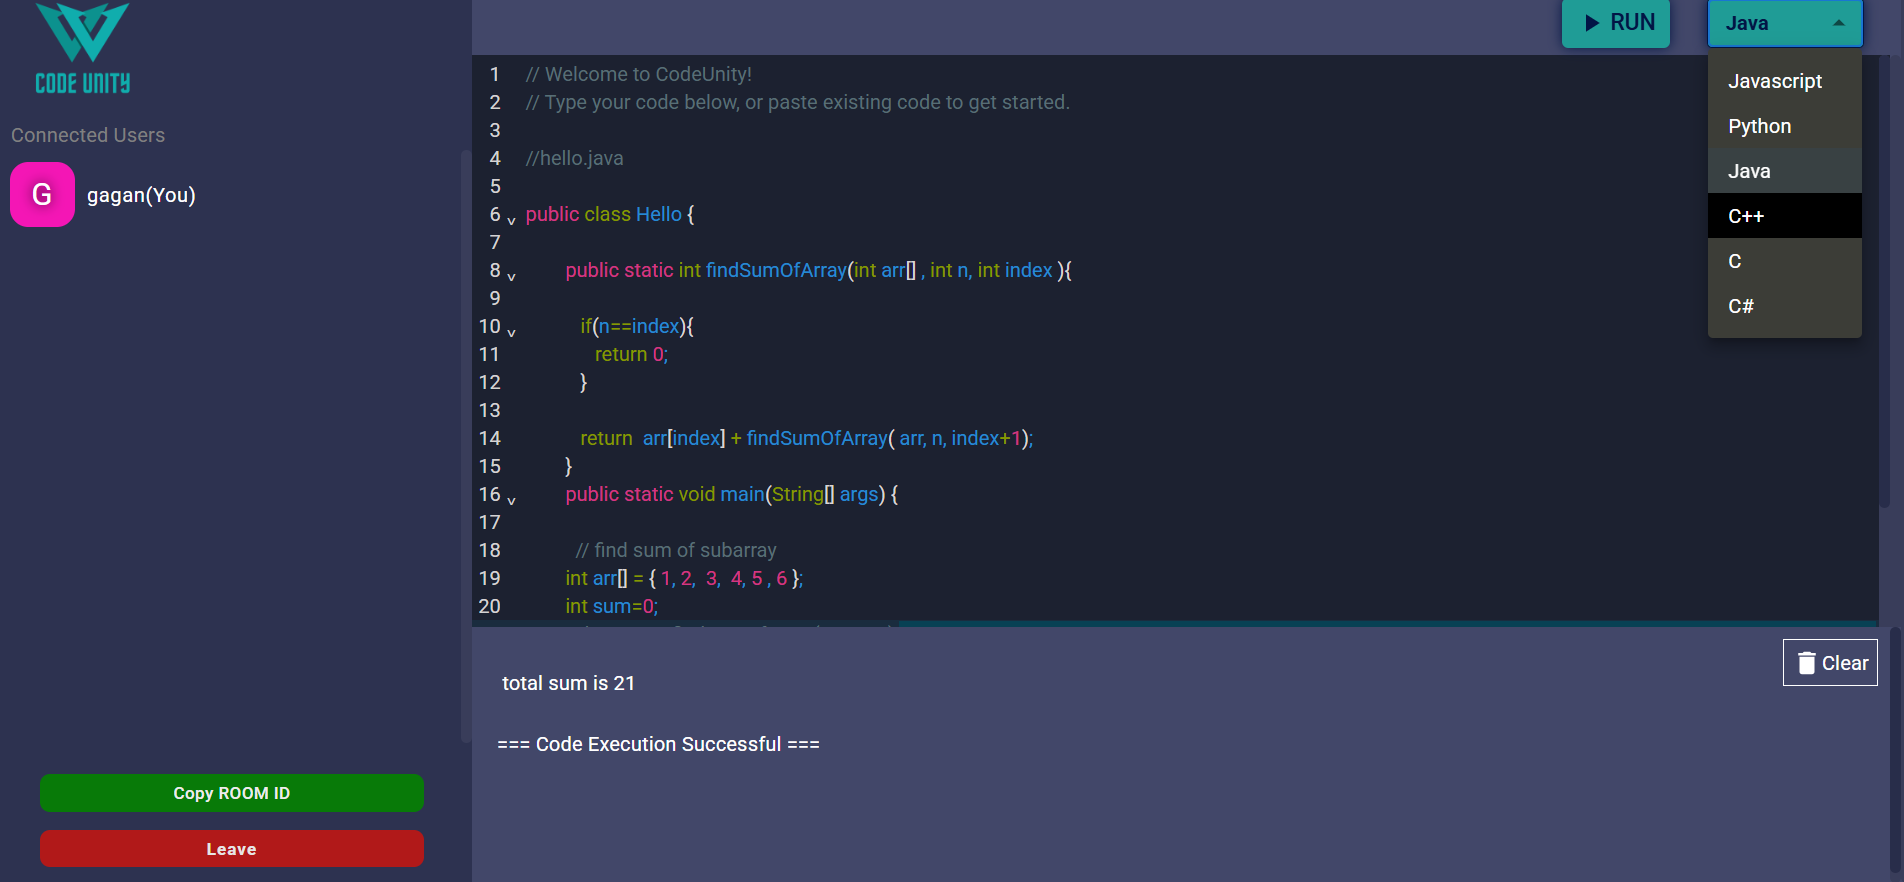 CODE UNITY
Connected Users
G
gagan(You)
Copy ROOM ID
Leave
RUN
Java
Javascript
Python
Java
C++
C
C#
1 // Welcome to CodeUnity!
2 // Type your code below, or paste existing code to get started.
3
4 //hello.java
5
6 public class Hello {
7
8 public static int findSumOfArray(int arr[] , int n, int index ){
9
10 if(n==index){
11 return 0;
12 }
13
14 return  arr[index] + findSumOfArray( arr, n, index+1);
15 }
16 public static void main(String[] args) {
17
18 // find sum of subarray
19 int arr[] = { 1, 2,  3,  4, 5 , 6 };
20 int sum=0;
Clear
total sum is 21
=== Code Execution Successful ===